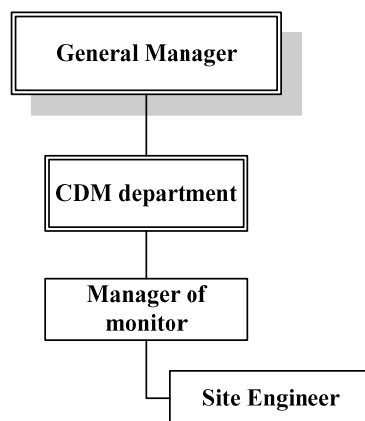 General Manager
CDM department
Manager of
monitor
Site Engineer